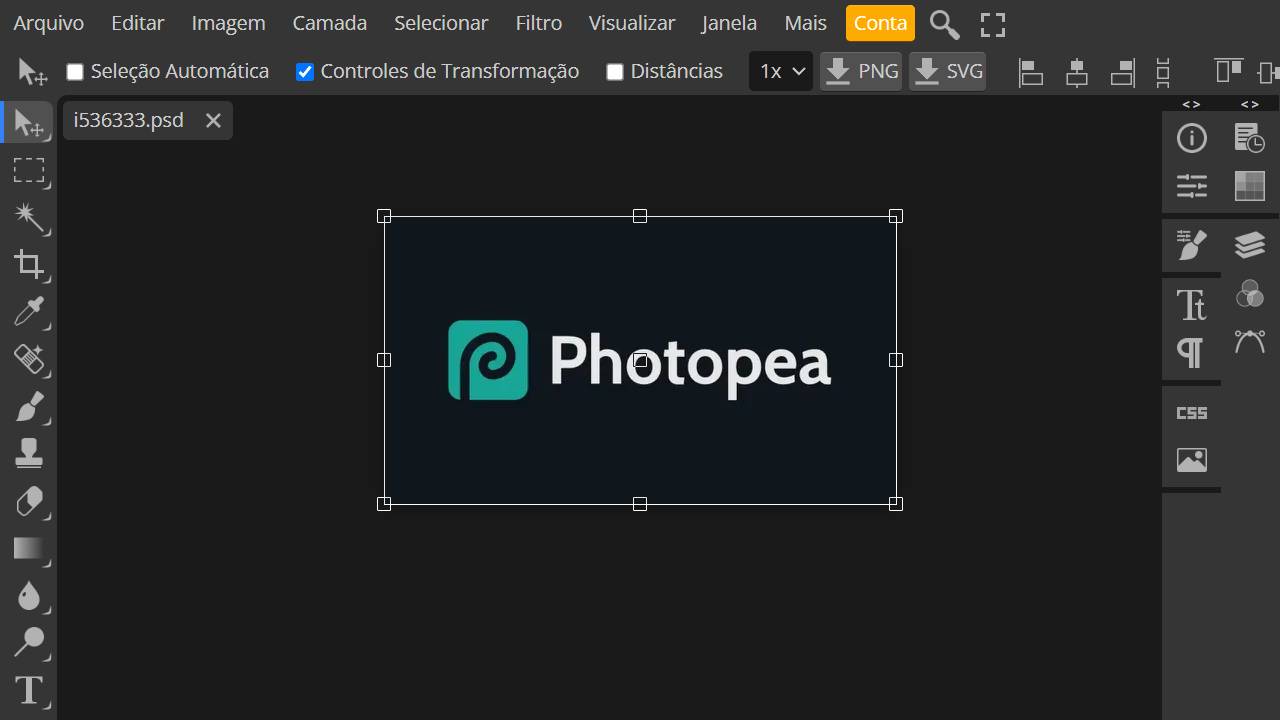 Arquivo Editar Imagem Camada Selecionar Filtro Visualizar Janela Mais Conta
Seleção Automática Controles de Transformação Distâncias 1x PNG SVG
i536333.psd
Photopea
CSS